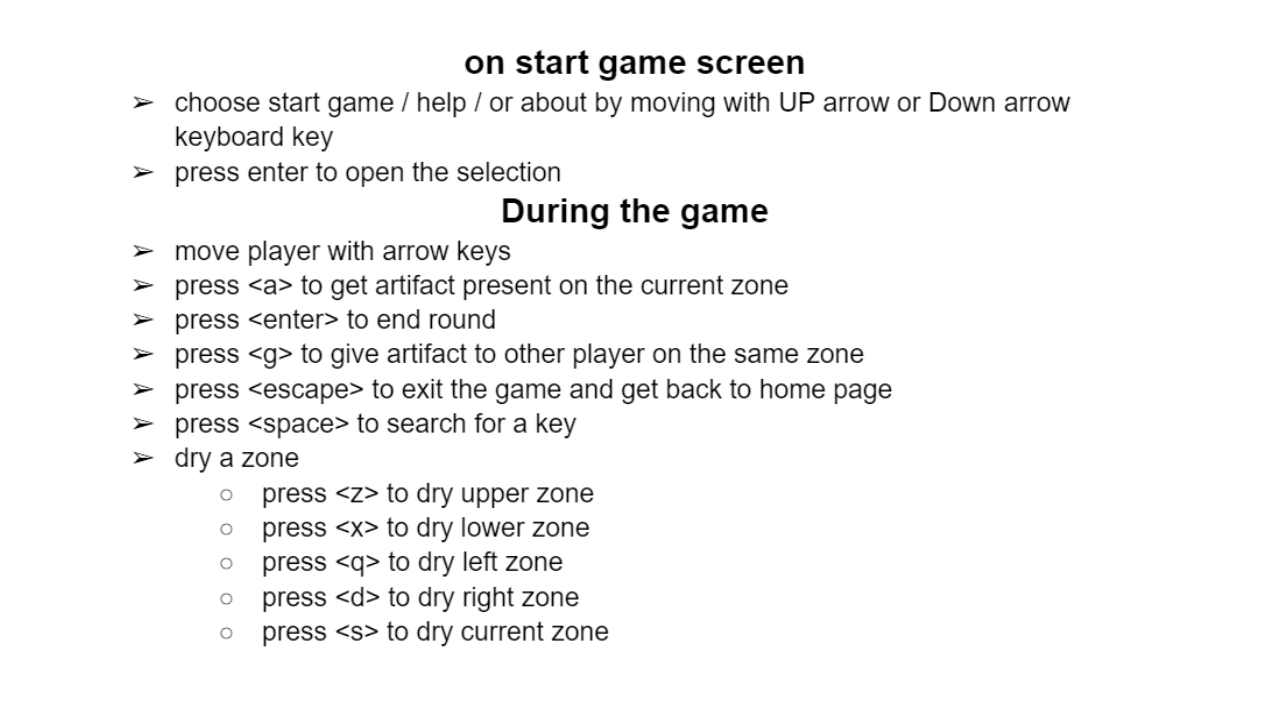 on start game screen
➢ choose start game / help / or about by moving with UP arrow or Down arrow
keyboard key
➢ press enter to open the selection
During the game
➢ move player with arrow keys
➢ press <a> to get artifact present on the current zone
➢ press <enter> to end round
➢ press <g> to give artifact to other player on the same zone
➢ press <escape> to exit the game and get back to home page
➢ press <space> to search for a key
➢ dry a zone
○ press <z> to dry upper zone
○ press <x> to dry lower zone
○ press <q> to dry left zone
○ press <d> to dry right zone
○ press <s> to dry current zone